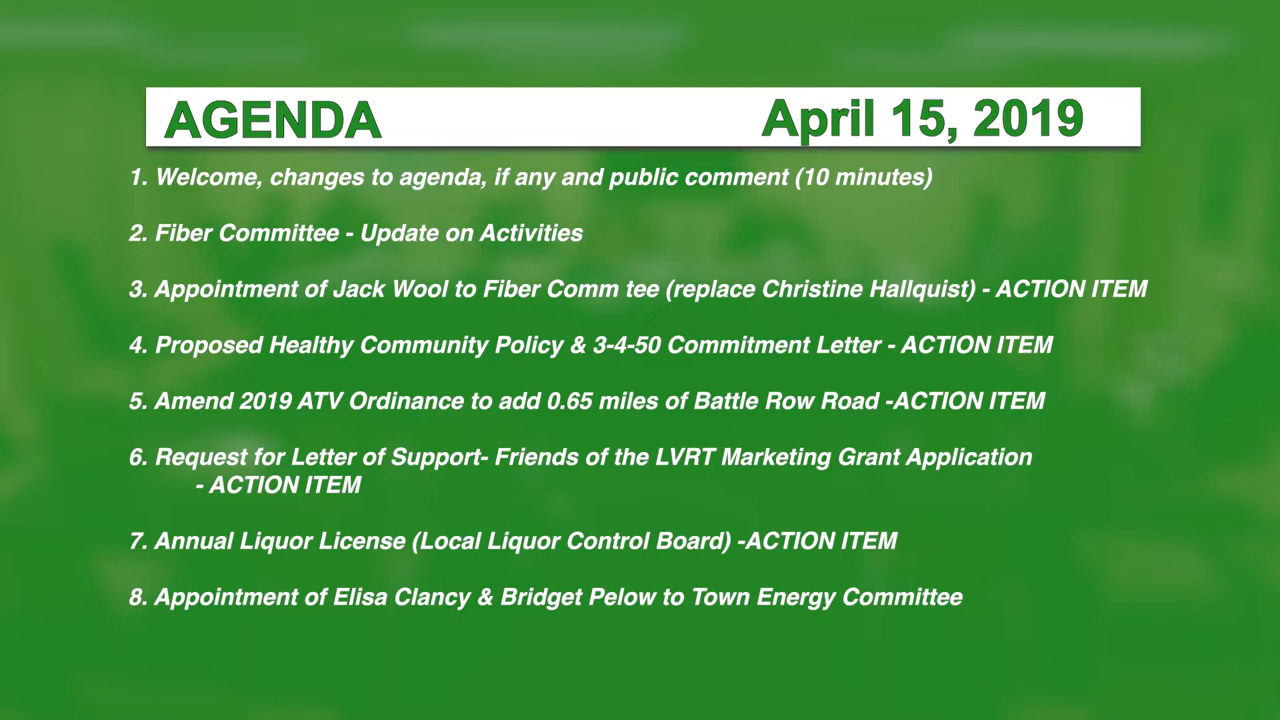 AGENDA April 15, 2019
1. Welcome, changes to agenda, if any and public comment (10 minutes)
2. Fiber Committee - Update on Activities
3. Appointment of Jack Wool to Fiber Comm tee (replace Christine Hallquist) - ACTION ITEM
4. Proposed Healthy Community Policy & 3-4-50 Commitment Letter - ACTION ITEM
5. Amend 2019 ATV Ordinance to add 0.65 miles of Battle Row Road -ACTION ITEM
6. Request for Letter of Support- Friends of the LVRT Marketing Grant Application
- ACTION ITEM
7. Annual Liquor License (Local Liquor Control Board) -ACTION ITEM
8. Appointment of Elisa Clancy & Bridget Pelow to Town Energy Committee